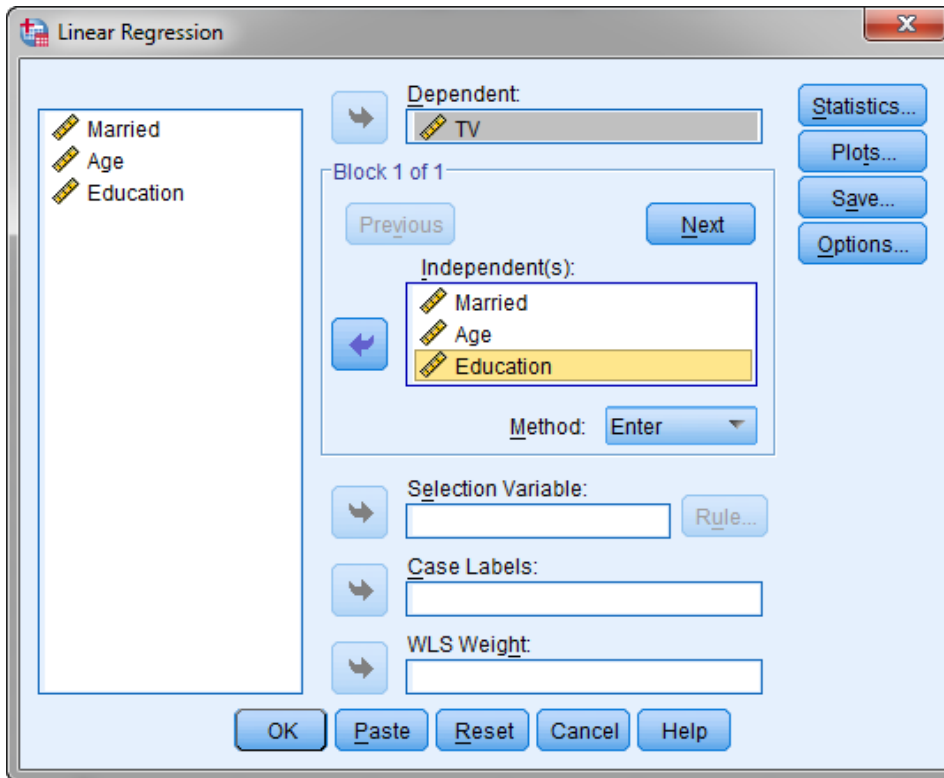 Linear Regression
Married
Age
Education
Dependent:
TV
Block 1 of 1
Previous
Next
Independent(s):
Married
Age
Education
Method:
Enter
Selection Variable:
Rule...
Case Labels:
WLS Weight:
Statistics...
Plots...
Save...
Options...
OK
Paste
Reset
Cancel
Help